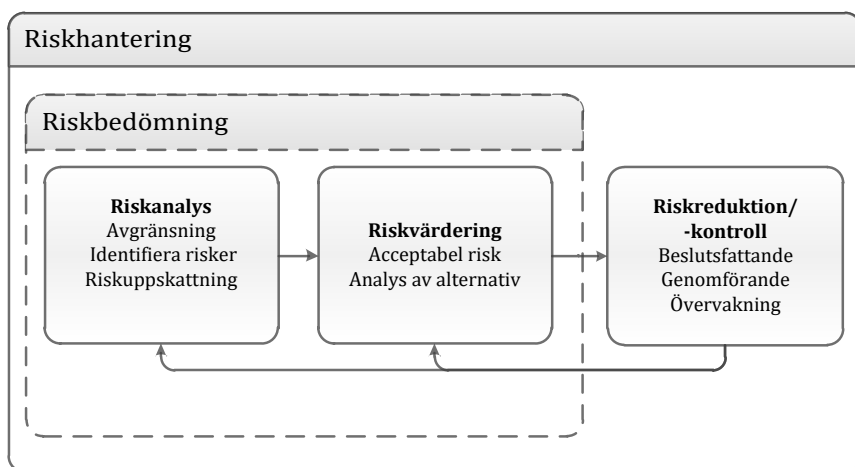 Riskhantering
Riskbedömning
Riskanalys
Avgränsning
Identifiera risker
Riskuppskattning
Riskvärdering
Acceptabel risk
Analys av alternativ
Riskreduktion/
-kontroll
Beslutsfattande
Genomförande
Övervakning